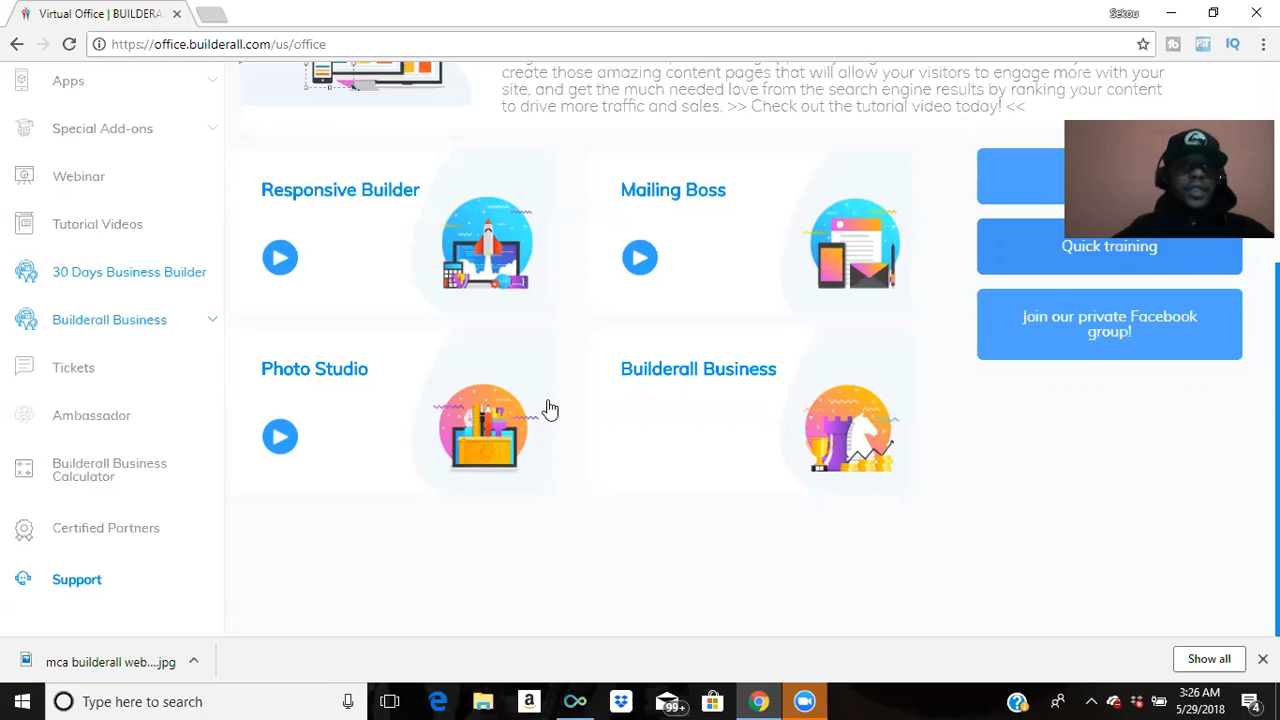 Virtual Office | BUILDERA
Sekou
https://office.builderall.com/us/office
Apps
Special Add-ons
Webinar
Tutorial Videos
30 Days Business Builder
Builderall Business
Tickets
Ambassador
Builderall Business
Calculator
Certified Partners
Support
create those amazing content pages that will allow your visitors to engage more with your
site, and get the much needed love from the search engine results by ranking your content
to drive more traffic and sales. >> Check out the tutorial video today! <<
Responsive Builder
Mailing Boss
Photo Studio
Builderall Business
Quick training
Join our private Facebook
group!
mca builderall web....jpg
Show all
Type here to search
99+
3:26 AM
5/29/2018
4